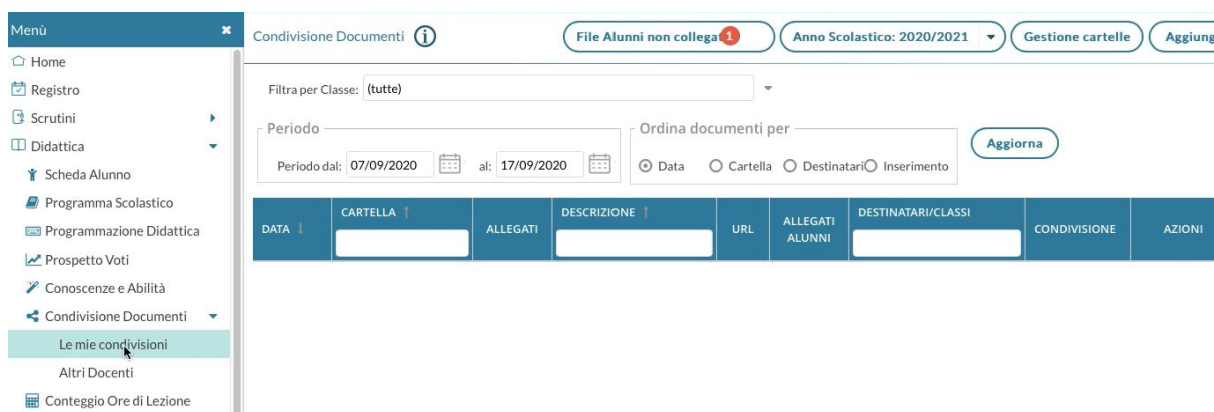 Menù
Home
Registro
Scrutini
Didattica
Scheda Alunno
Programma Scolastico
Programmazione Didattica
Prospetto Voti
Conoscenze e Abilità
Condivisione Documenti
Le mie condivisioni
Altri Docenti
Conteggio Ore di Lezione
Condivisione Documenti
File Alunni non collegat 1
Anno Scolastico: 2020/2021
Gestione cartelle
Aggiung
Filtra per Classe: (tutte)
Periodo
Periodo dal: 07/09/2020 al: 17/09/2020
Ordina documenti per
Data Cartella Destinatari Inserimento
Aggiorna
DATA
CARTELLA
ALLEGATI
DESCRIZIONE
URL
ALLEGATI
ALUNNI
DESTINATARI/CLASSI
CONDIVISIONE
AZIONI